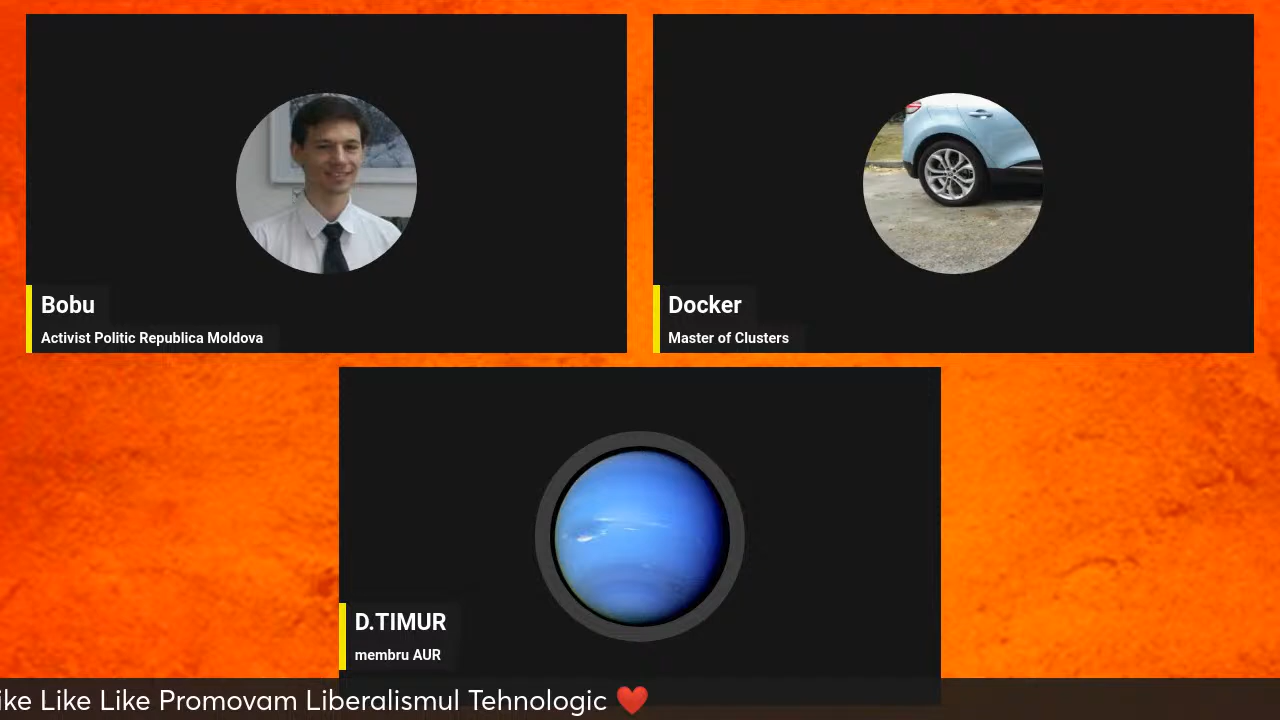 Bobu
Activist Politic Republica Moldova
Docker
Master of Clusters
D.TIMUR
membru AUR
ike Like Like Promovam Liberalismul Tehnologic ❤️